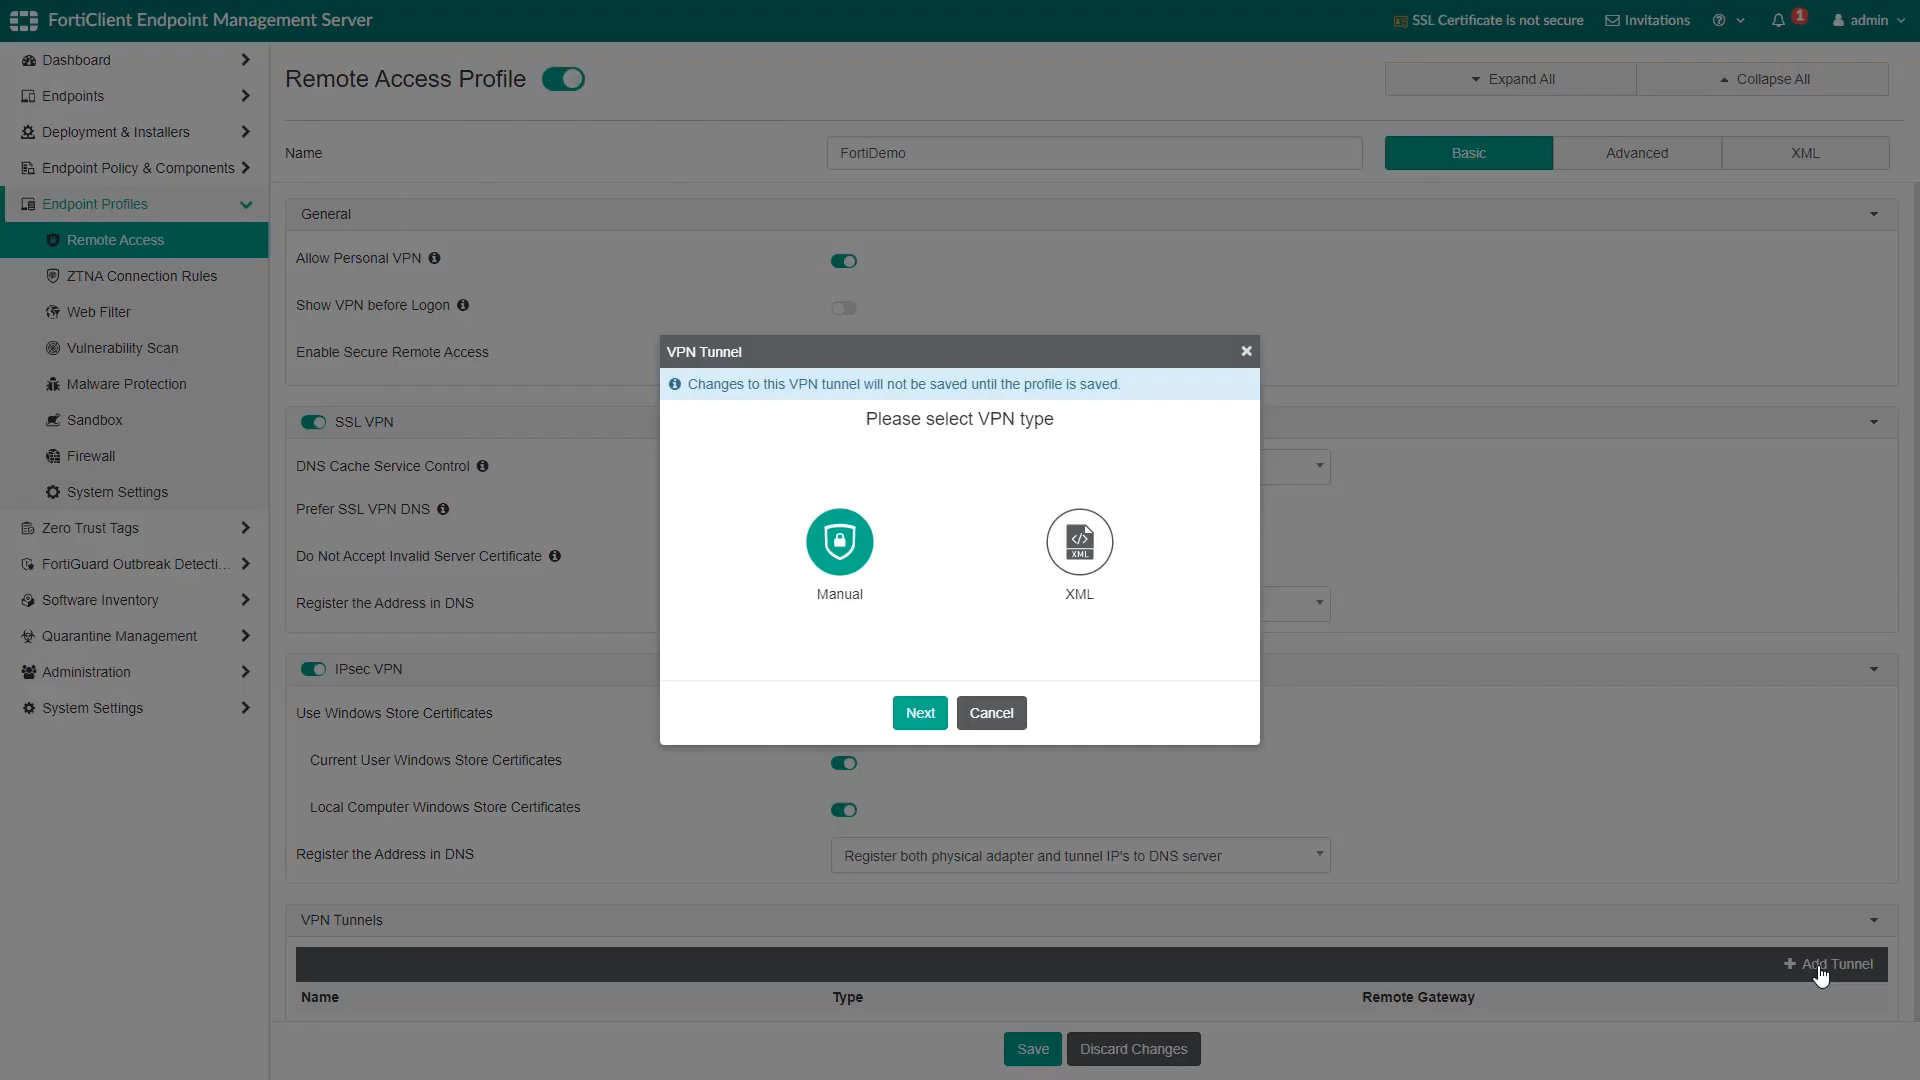 FortiClient Endpoint Management Server
SSL Certificate is not secure
Invitations
1
admin
Dashboard
Endpoints
Deployment & Installers
Endpoint Policy & Components
Endpoint Profiles
Remote Access
ZTNA Connection Rules
Web Filter
Vulnerability Scan
Malware Protection
Sandbox
Firewall
System Settings
Zero Trust Tags
FortiGuard Outbreak Detecti...
Software Inventory
Quarantine Management
Administration
System Settings
Remote Access Profile
Expand All
Collapse All
Name
FortiDemo
Basic
Advanced
XML
General
Allow Personal VPN
Show VPN before Logon
Enable Secure Remote Access
SSL VPN
DNS Cache Service Control
Prefer SSL VPN DNS
Do Not Accept Invalid Server Certificate
Register the Address in DNS
IPsec VPN
Use Windows Store Certificates
Current User Windows Store Certificates
Local Computer Windows Store Certificates
Register the Address in DNS
Register both physical adapter and tunnel IP's to DNS server
VPN Tunnels
Add Tunnel
Name
Type
Remote Gateway
Save
Discard Changes
VPN Tunnel
Changes to this VPN tunnel will not be saved until the profile is saved.
Please select VPN type
XML
Manual
XML
Next
Cancel